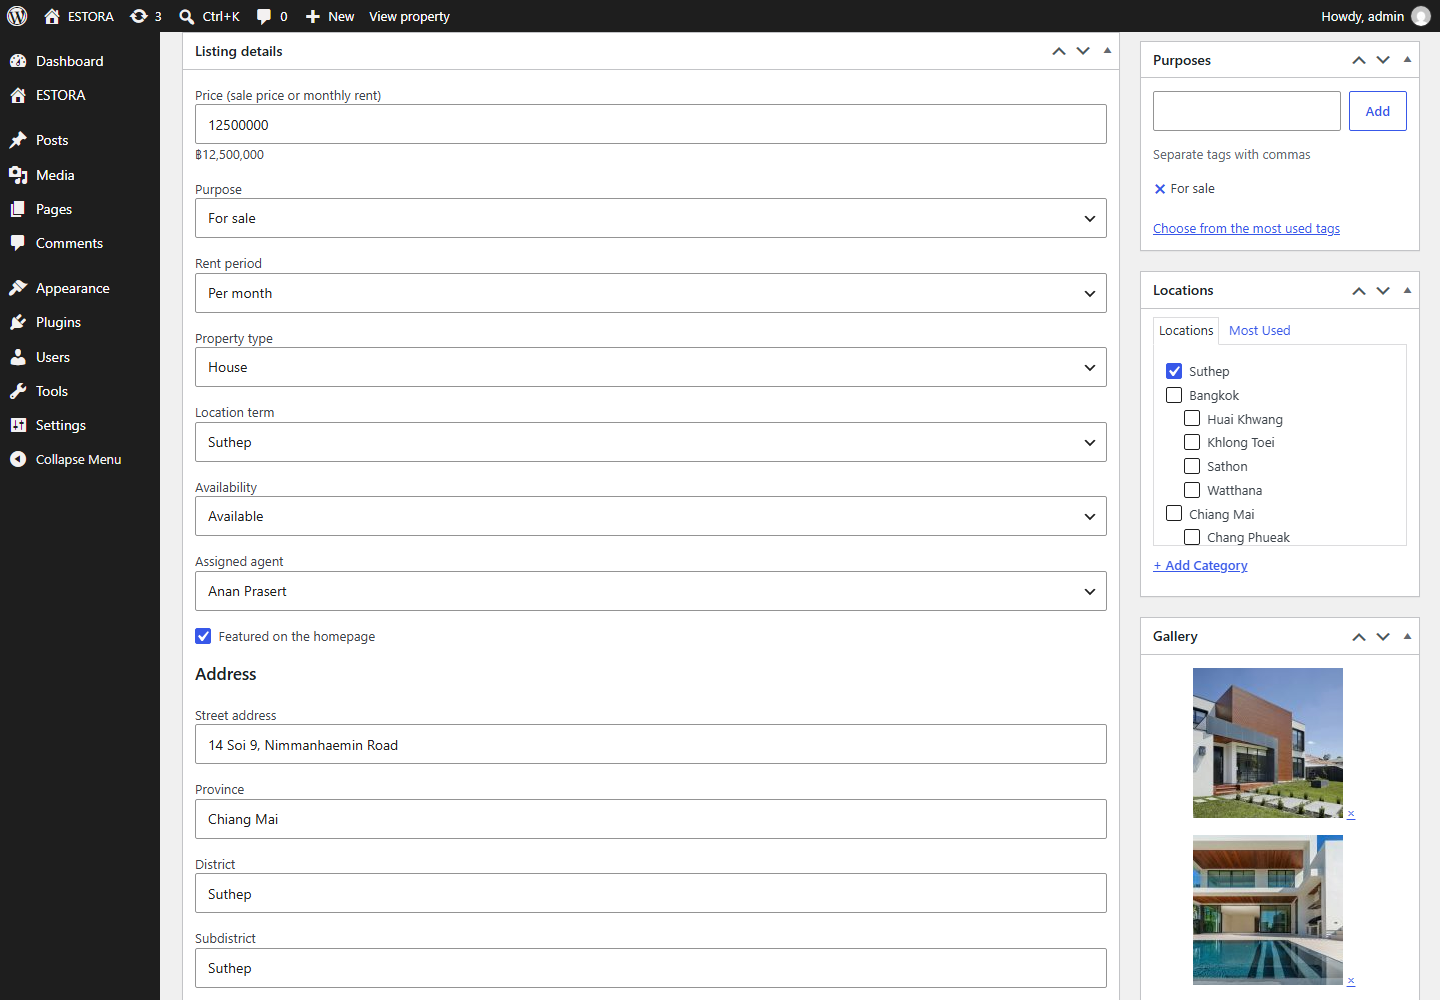 ESTORA
3
Ctrl+K
0
New
View property
Howdy, admin
Dashboard
ESTORA
Posts
Media
Pages
Comments
Appearance
Plugins
Users
Tools
Settings
Collapse Menu
Listing details
Price (sale price or monthly rent)
12500000
฿12,500,000
Purpose
For sale
Rent period
Per month
Property type
House
Location term
Suthep
Availability
Available
Assigned agent
Anan Prasert
Featured on the homepage
Address
Street address
14 Soi 9, Nimmanhaemin Road
Province
Chiang Mai
District
Suthep
Subdistrict
Suthep
Purposes
Add
Separate tags with commas
For sale
Choose from the most used tags
Locations
Locations
Most Used
Suthep
Bangkok
Huai Khwang
Khlong Toei
Sathon
Watthana
Chiang Mai
Chang Phueak
+ Add Category
Gallery
×
×